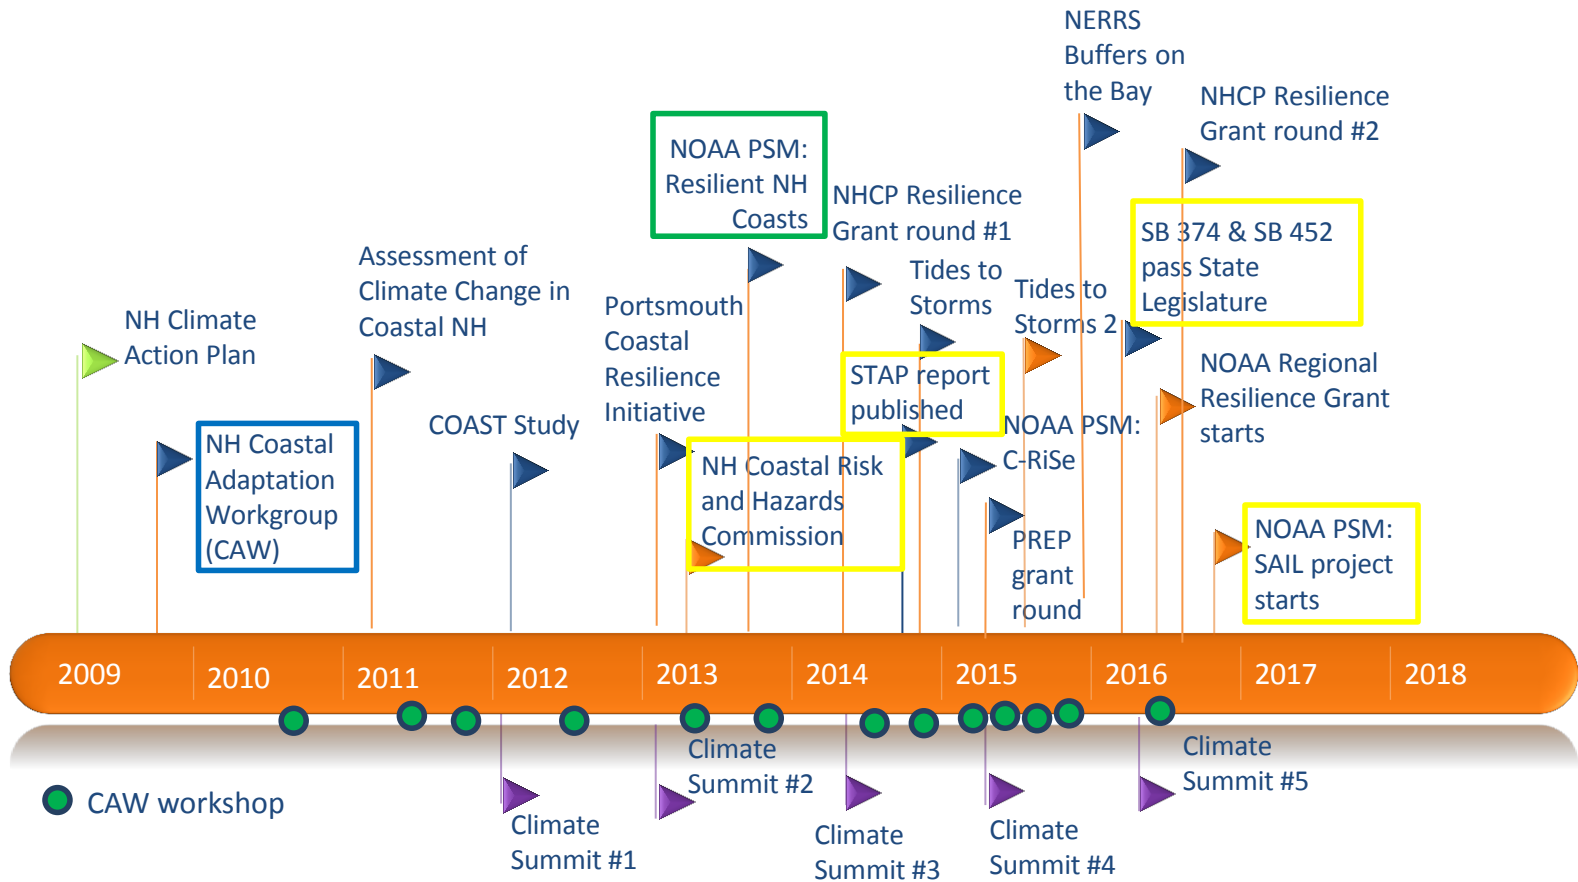 NERRS
Buffers on
the Bay
NHCP Resilience
Grant round #2
NOAA PSM:
Resilient NH
Coasts
NHCP Resilience
Grant round #1
SB 374 & SB 452
pass State
Legislature
Assessment of
Climate Change in
Coastal NH
Tides to
Storms
Tides to
Storms 2
Portsmouth
Coastal
Resilience
Initiative
NH Climate
Action Plan
STAP report
published
NOAA Regional
Resilience Grant
starts
COAST Study
NOAA PSM:
C-RiSe
NH Coastal
Adaptation
Workgroup
(CAW)
NH Coastal Risk
and Hazards
Commission
PREP
grant
round
NOAA PSM:
SAIL project
starts
2009 2010 2011 2012 2013 2014 2015 2016 2017 2018
Climate
Summit #2
Climate
Summit #5
CAW workshop
Climate
Summit #1
Climate
Summit #3
Climate
Summit #4